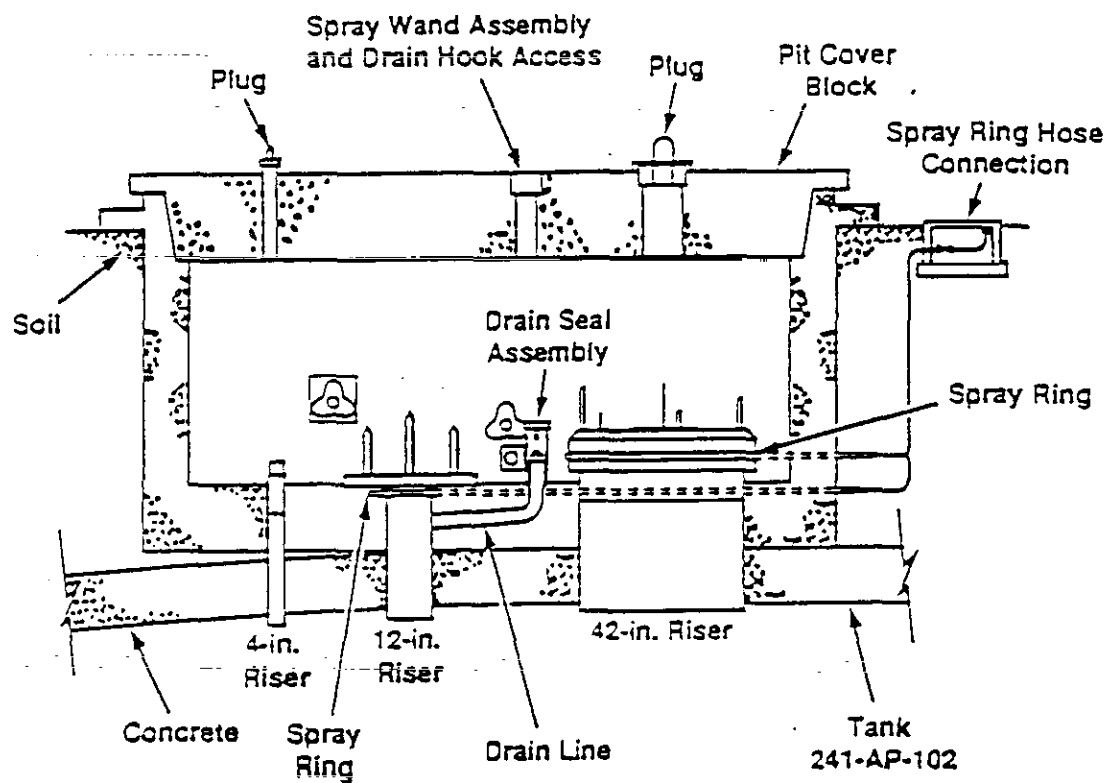 Spray Wand Assembly
and Drain Hook Access
Plug
Plug
Pit Cover
Block
Spray Ring Hose
Connection
Soil
Drain Seal
Assembly
Spray Ring
4-in.
Riser
12-in.
Riser
42-in. Riser
Concrete
Spray
Ring
Drain Line
Tank
241-AP-102